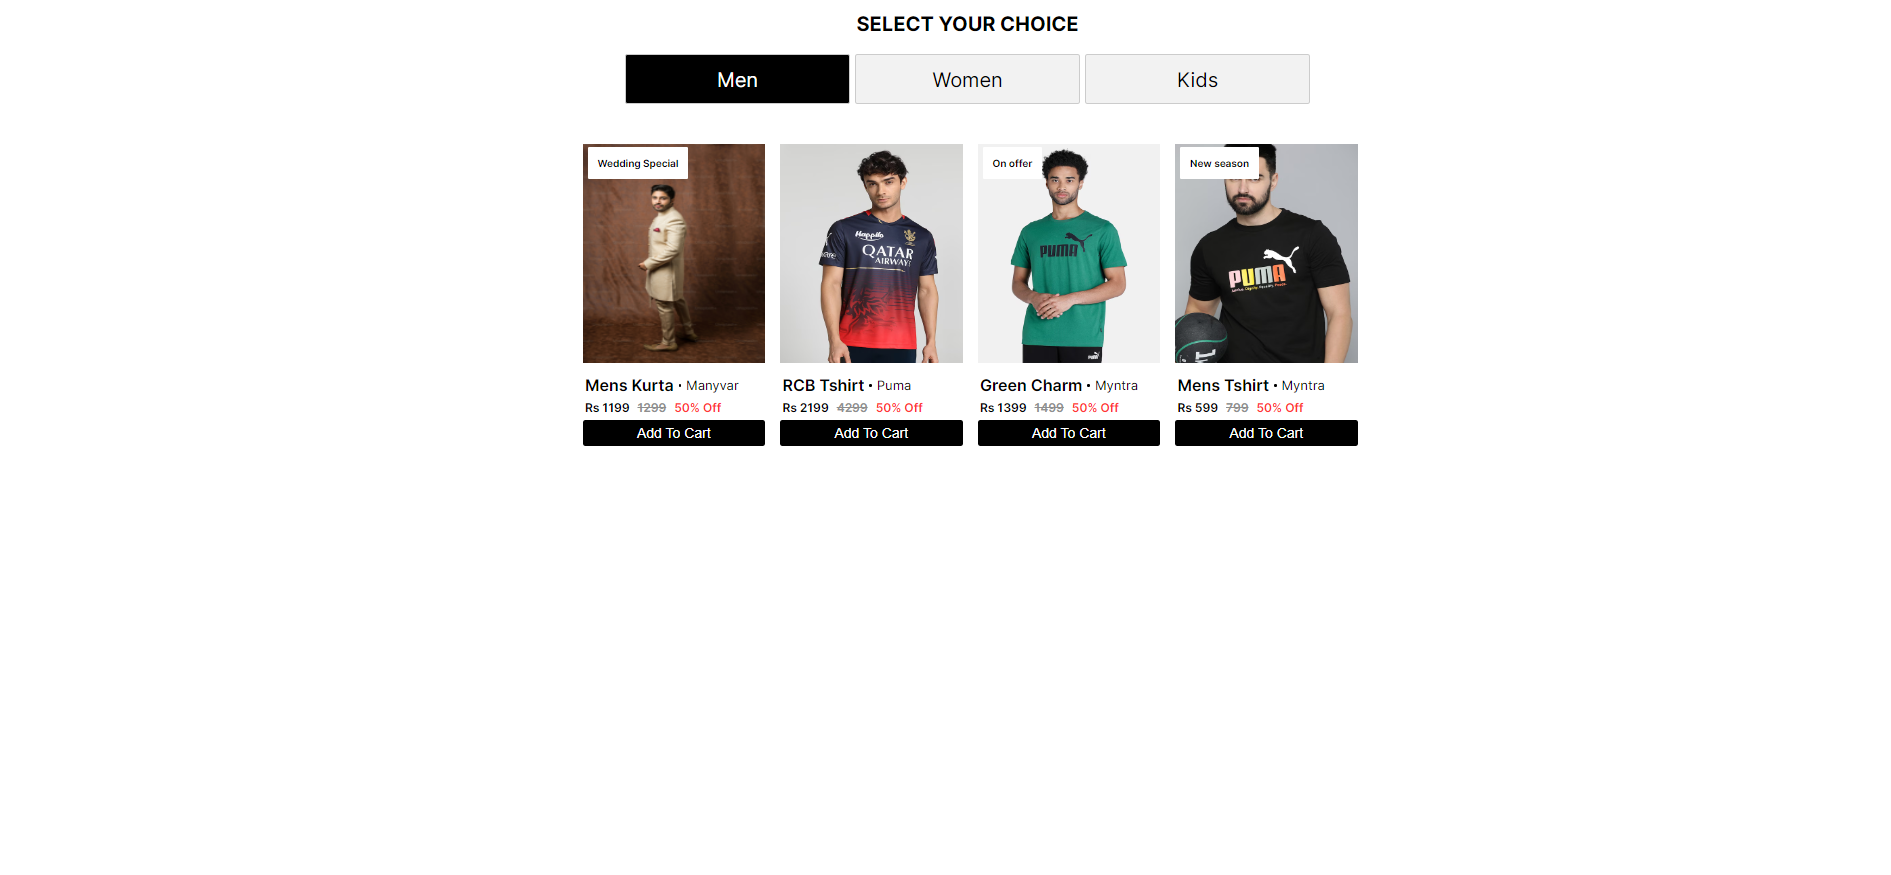 SELECT YOUR CHOICE
Men
Women
Kids
Wedding Special
On offer
New season
Happilo
QATAR
AIRWAYS
PUMA
PUMA
Mens Kurta • Manyvar
Rs 1199 1299 50% Off
Add To Cart
RCB Tshirt • Puma
Rs 2199 4299 50% Off
Add To Cart
Green Charm • Myntra
Rs 1399 1499 50% Off
Add To Cart
Mens Tshirt • Myntra
Rs 599 799 50% Off
Add To Cart